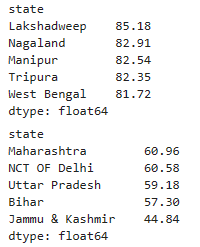 state
Lakshadweep 85.18
Nagaland 82.91
Manipur 82.54
Tripura 82.35
West Bengal 81.72
dtype: float64
state
Maharashtra 60.96
NCT OF Delhi 60.58
Uttar Pradesh 59.18
Bihar 57.30
Jammu & Kashmir 44.84
dtype: float64